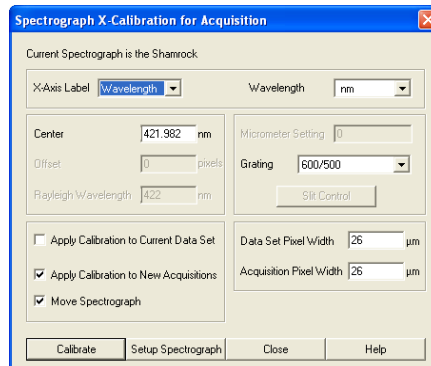 Spectrograph X-Calibration for Acquisition
Current Spectrograph is the Shamrock
X-Axis Label Wavelength Wavelength nm
Center 421.982 nm Micrometer Setting 0
Offset 0 pixels Grating 600/500
Rayleigh Wavelength 422 nm Slit Control
Apply Calibration to Current Data Set Data Set Pixel Width 26 µm
Apply Calibration to New Acquisitions Acquisition Pixel Width 26 µm
Move Spectrograph
Calibrate Setup Spectrograph Close Help